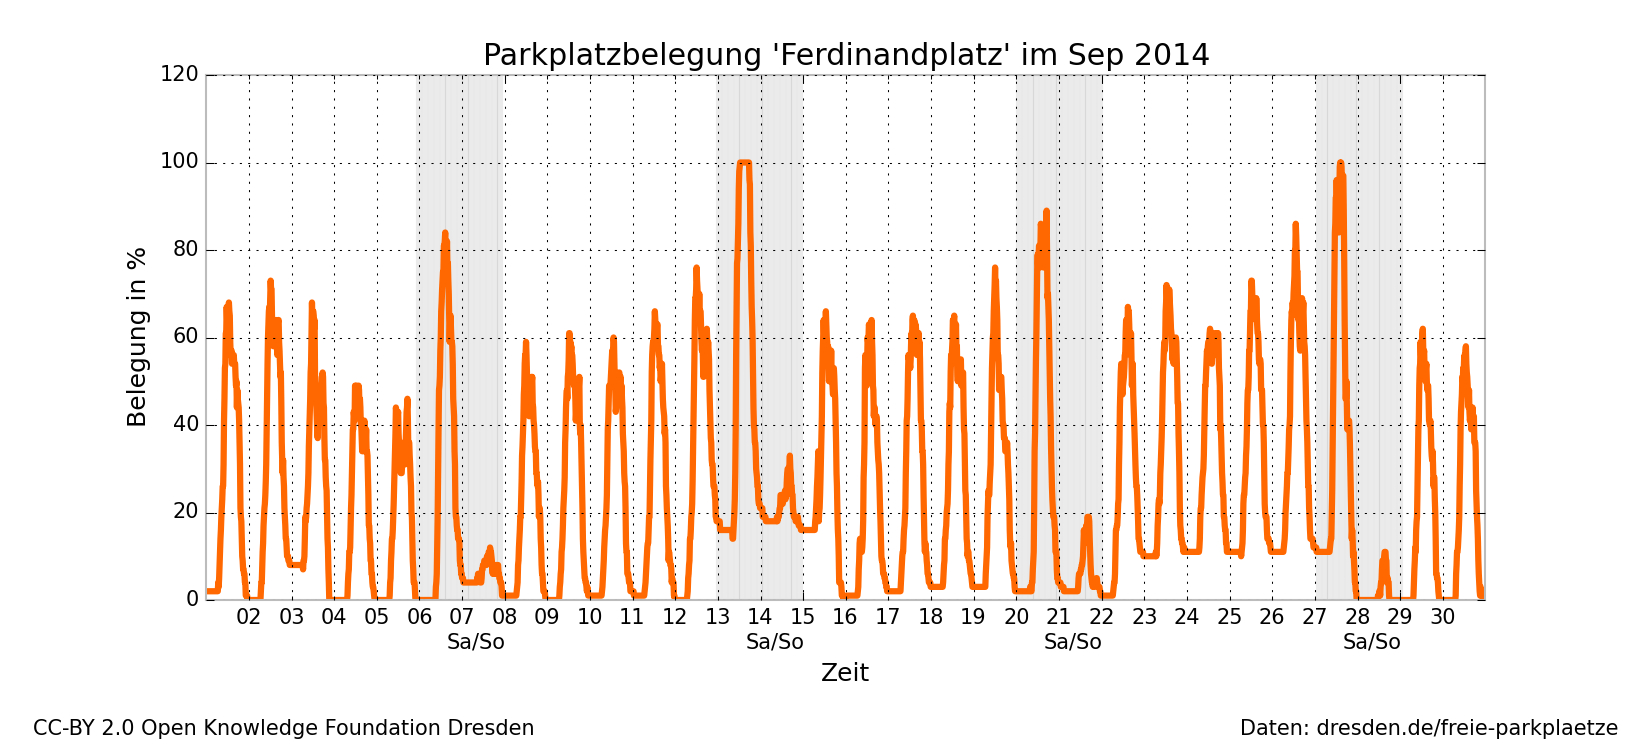 Parkplatzbelegung 'Ferdinandplatz' im Sep 2014
120
100
80
60
40
20
0
Belegung in %
02 03 04 05 06 07 08 09 10 11 12 13 14 15 16 17 18 19 20 21 22 23 24 25 26 27 28 29 30
Sa/So Sa/So Sa/So Sa/So
Zeit
CC-BY 2.0 Open Knowledge Foundation Dresden
Daten: dresden.de/freie-parkplaetze